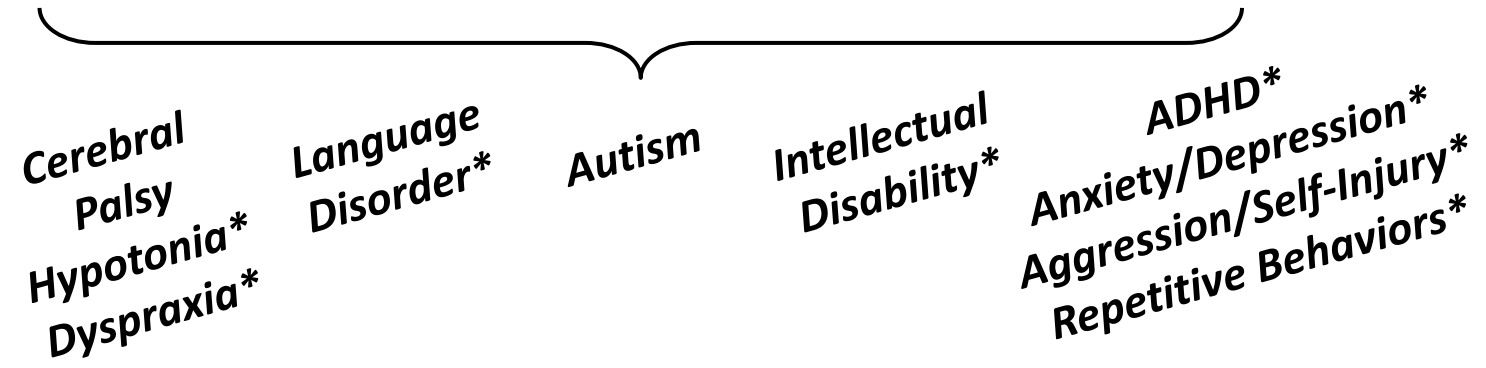 Cerebral
Palsy
Hypotonia*
Dyspraxia*
Language
Disorder*
Autism
Intellectual
Disability*
ADHD*
Anxiety/Depression*
Aggression/Self-Injury*
Repetitive Behaviors*